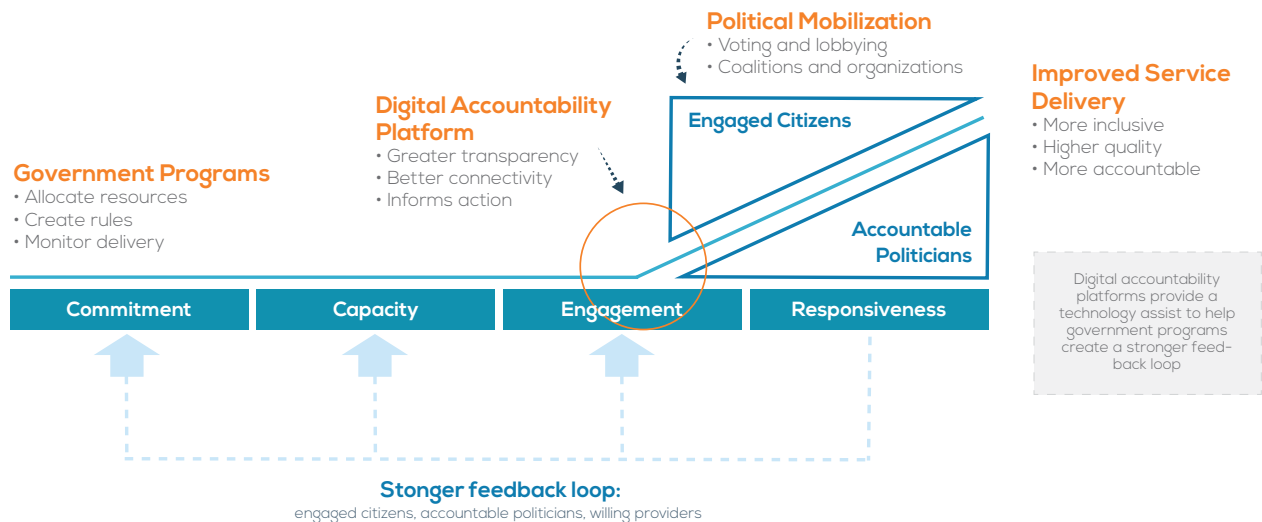 Government Programs
• Allocate resources
• Create rules
• Monitor delivery
Digital Accountability
Platform
• Greater transparency
• Better connectivity
• Informs action
Political Mobilization
• Voting and lobbying
• Coalitions and organizations
Engaged Citizens
Accountable
Politicians
Improved Service
Delivery
• More inclusive
• Higher quality
• More accountable
Commitment
Capacity
Engagement
Responsiveness
Digital accountability
platforms provide a
technology assist to help
government programs
create a stronger feed-
back loop
Stonger feedback loop:
engaged citizens, accountable politicians, willing providers